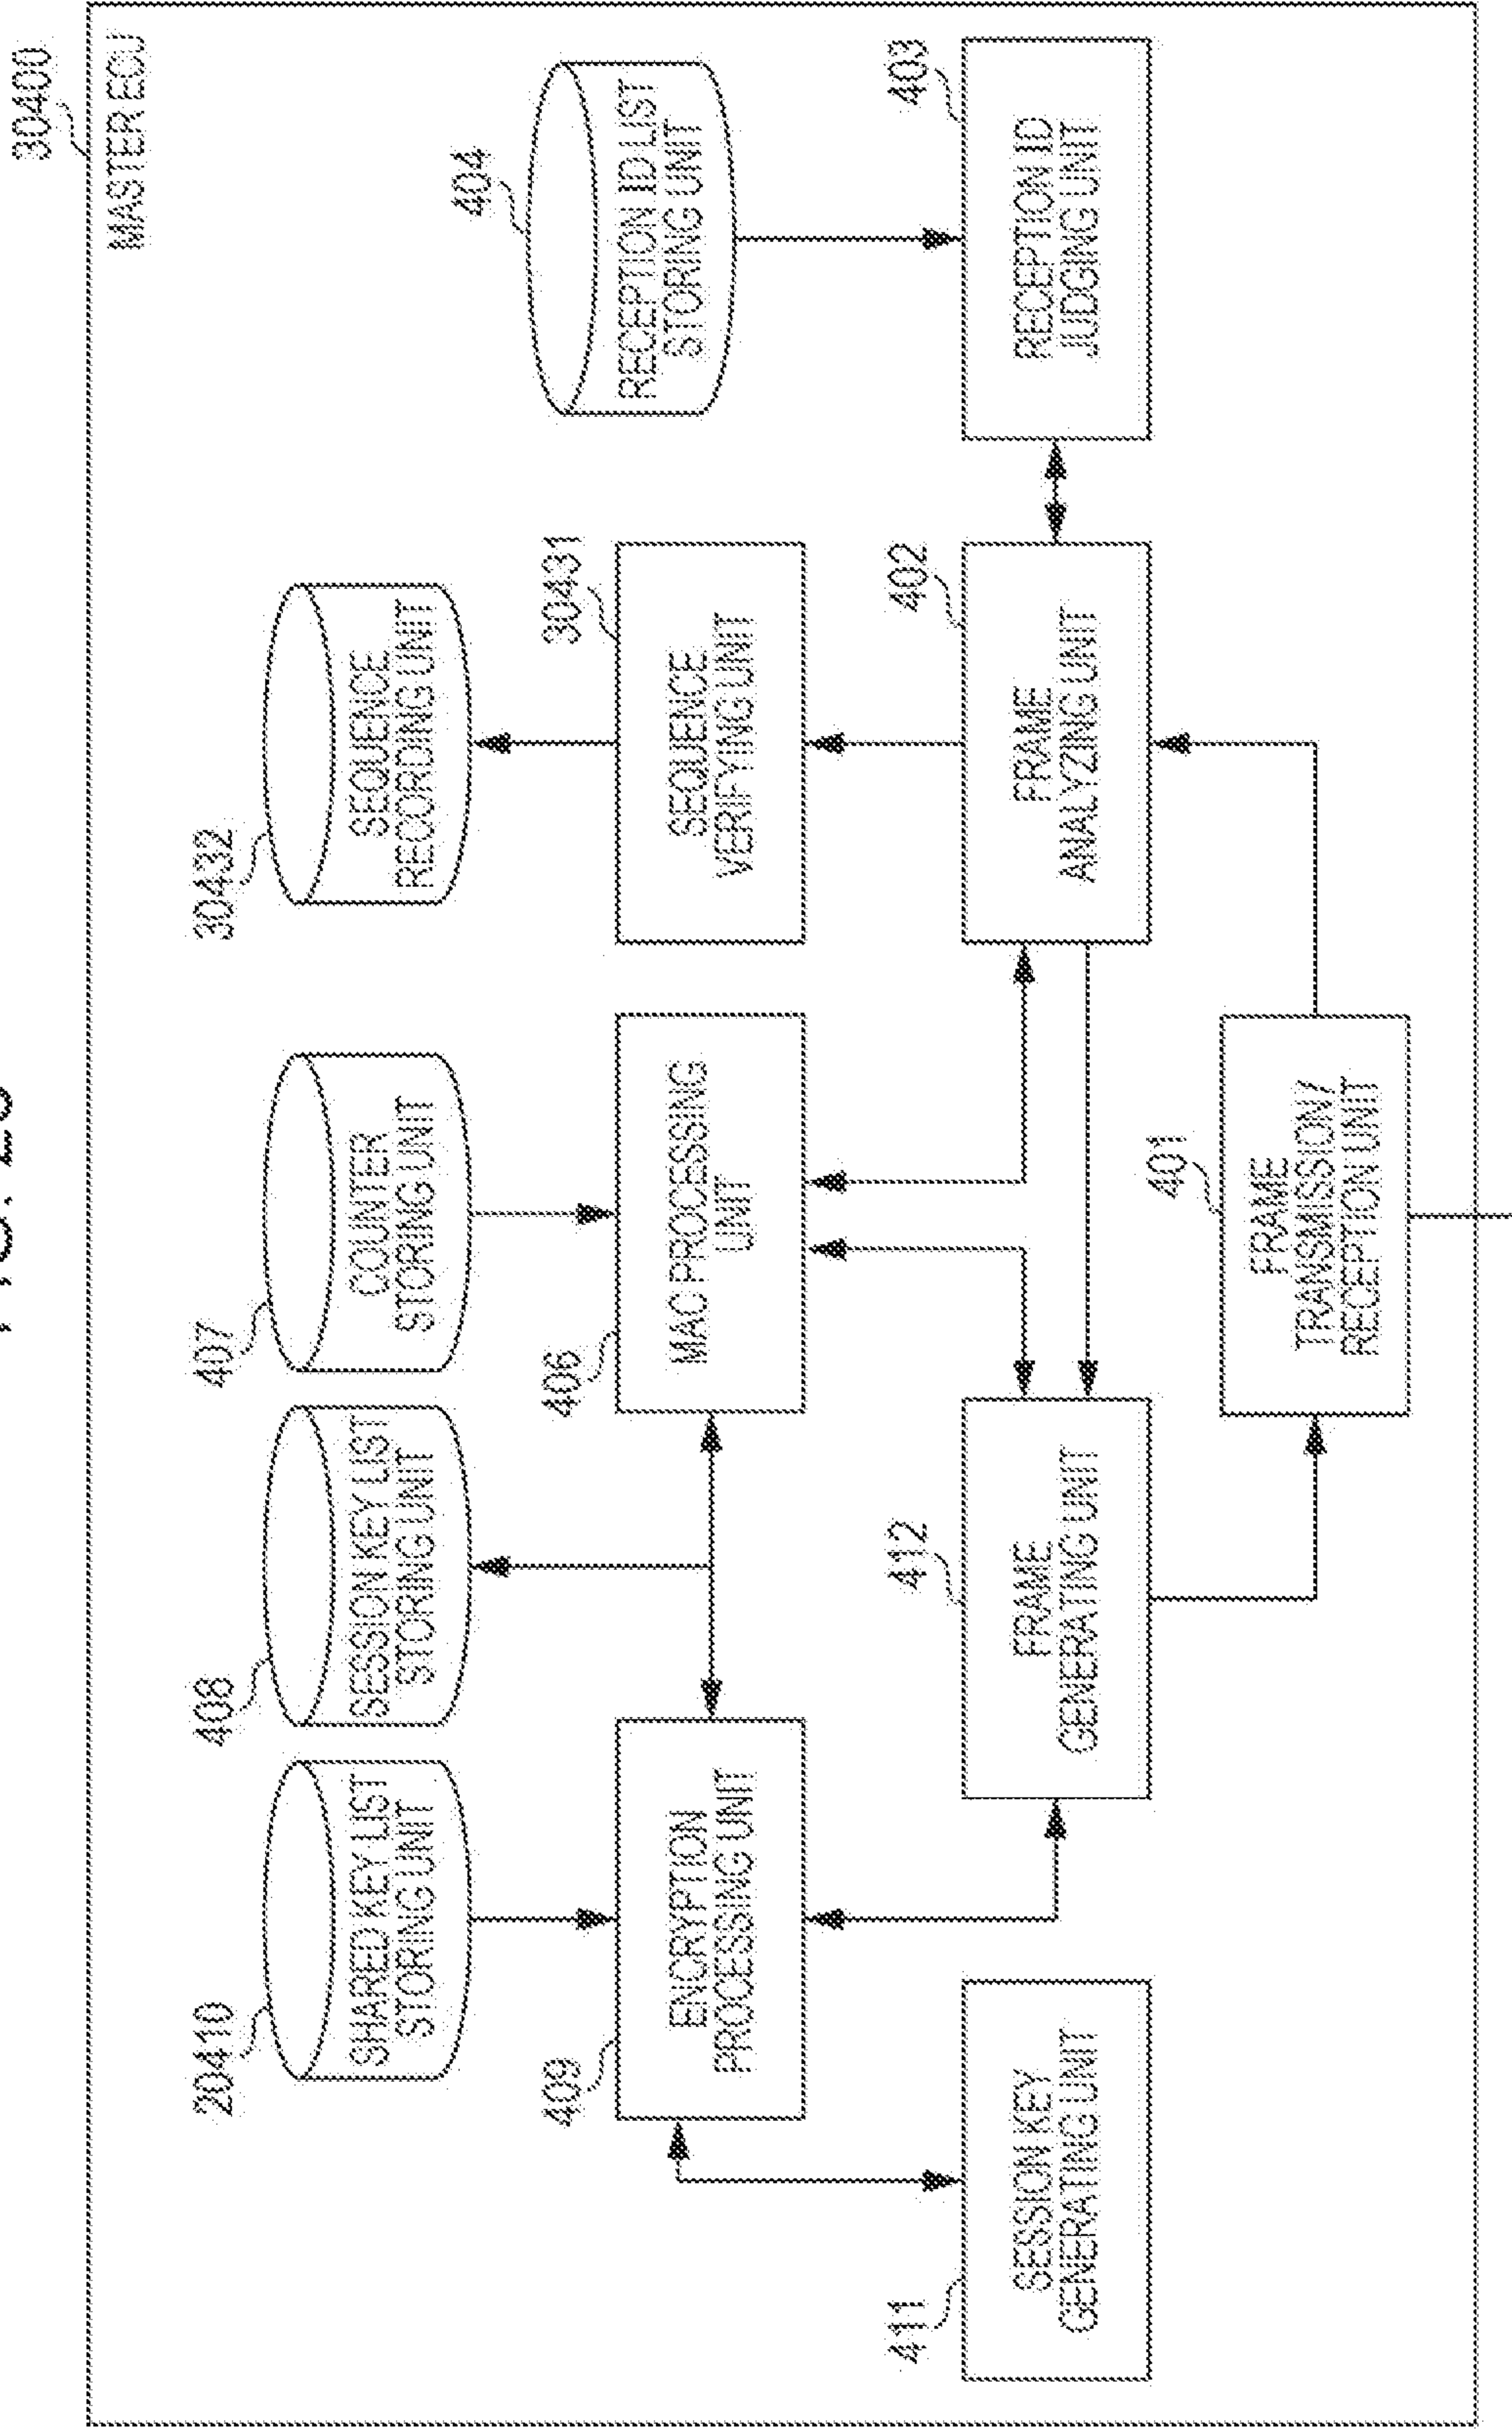 30400
MASTER ECU
20410
SHARED KEY LIST
STORING UNIT
408
SESSION KEY LIST
STORING UNIT
407
COUNTER
STORING UNIT
30432
SEQUENCE
RECORDING UNIT
404
RECEPTION ID LIST
STORING UNIT
409
ENCRYPTION
PROCESSING UNIT
406
MAC PROCESSING
UNIT
30431
SEQUENCE
VERIFYING UNIT
411
SESSION KEY
GENERATING UNIT
412
FRAME
GENERATING UNIT
402
FRAME
ANALYZING UNIT
403
RECEPTION ID
JUDGING UNIT
401
FRAME
TRANSMISSION/
RECEPTION UNIT